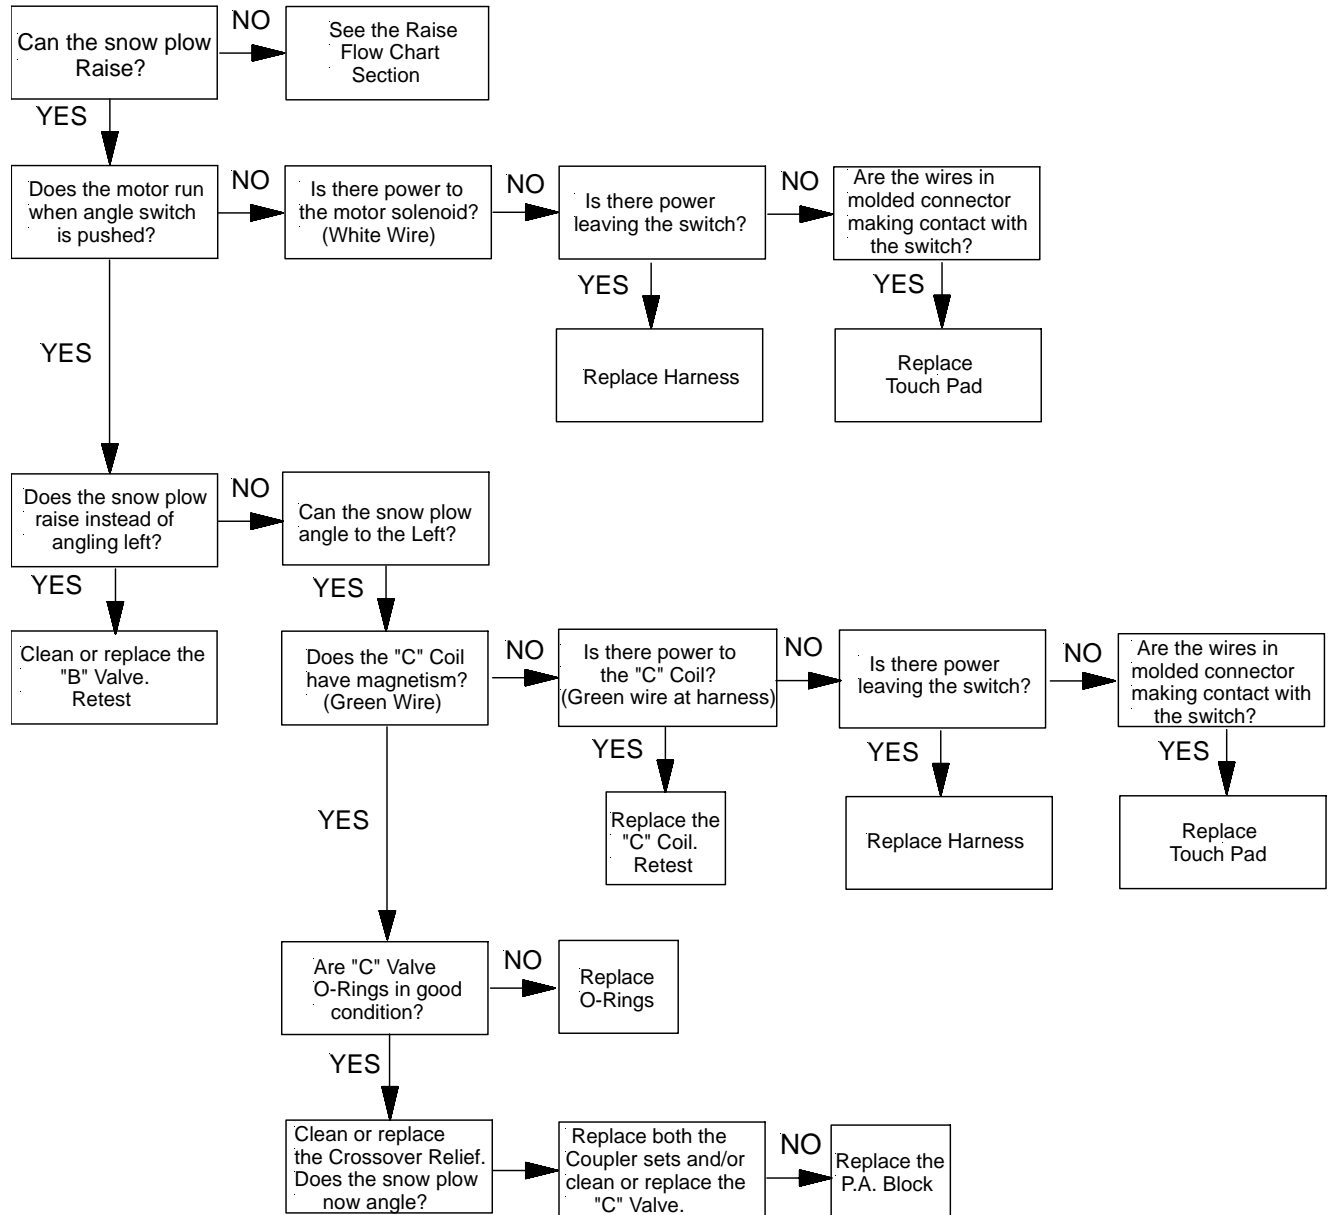 Can the snow plow
Raise?
NO
See the Raise
Flow Chart
Section
YES
Does the motor run
when angle switch
is pushed?
NO
Is there power to
the motor solenoid?
(White Wire)
NO
Is there power
leaving the switch?
NO
Are the wires in
molded connector
making contact with
the switch?
YES
YES
Replace Harness
Replace
Touch Pad
YES
Does the snow plow
raise instead of
angling left?
NO
Can the snow plow
angle to the Left?
YES
YES
Clean or replace the
"B" Valve.
Retest
Does the "C" Coil
have magnetism?
(Green Wire)
NO
Is there power to
the "C" Coil?
(Green wire at harness)
NO
Is there power
leaving the switch?
NO
Are the wires in
molded connector
making contact with
the switch?
YES
YES
YES
Replace the
"C" Coil.
Retest
Replace Harness
Replace
Touch Pad
YES
Are "C" Valve
O-Rings in good
condition?
NO
Replace
O-Rings
YES
Clean or replace
the Crossover Relief.
Does the snow plow
now angle?
Replace both the
Coupler sets and/or
clean or replace the
"C" Valve.
NO
Replace the
P.A. Block